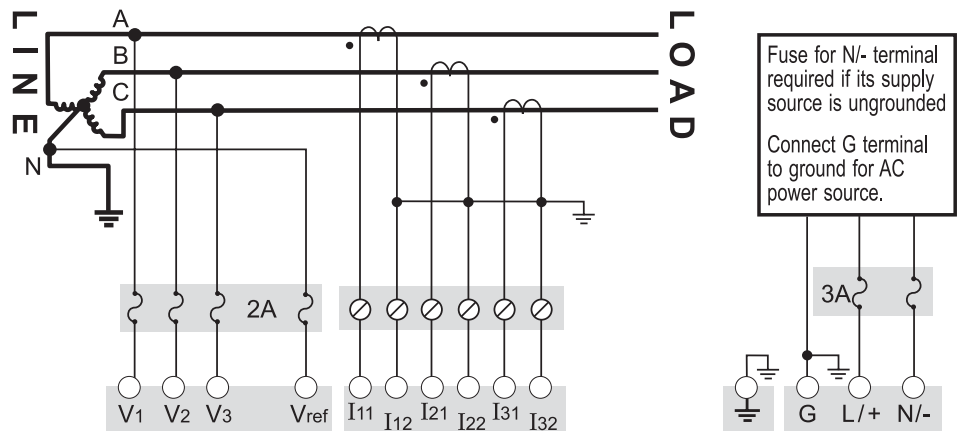 LINE
A
B
C
N
LOAD
Fuse for N/- terminal
required if its supply
source is ungrounded
Connect G terminal
to ground for AC
power source.
2A
3A
V1
V2
V3
Vref
I11
I12
I21
I22
I31
I32
G
L/+
N/-